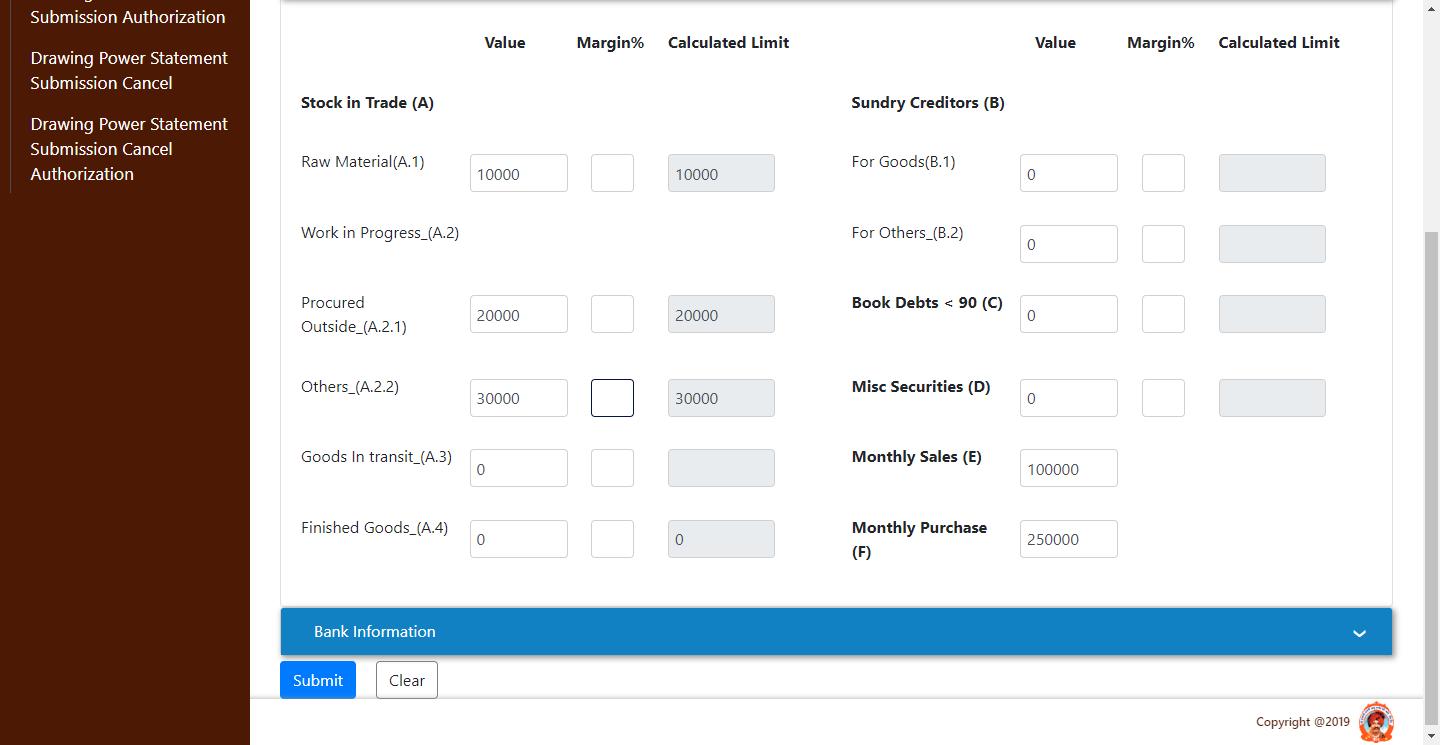 Submission Authorization
Drawing Power Statement
Submission Cancel
Drawing Power Statement
Submission Cancel
Authorization
Value Margin% Calculated Limit Value Margin% Calculated Limit
Stock in Trade (A) Sundry Creditors (B)
Raw Material(A.1) 10000 10000 For Goods(B.1) 0
Work in Progress_(A.2) For Others_(B.2) 0
Procured
Outside_(A.2.1) 20000 20000 Book Debts < 90 (C) 0
Others_(A.2.2) 30000 30000 Misc Securities (D) 0
Goods In transit_(A.3) 0 Monthly Sales (E) 100000
Finished Goods_(A.4) 0 0 Monthly Purchase
(F) 250000
Bank Information
Submit Clear
Copyright @2019